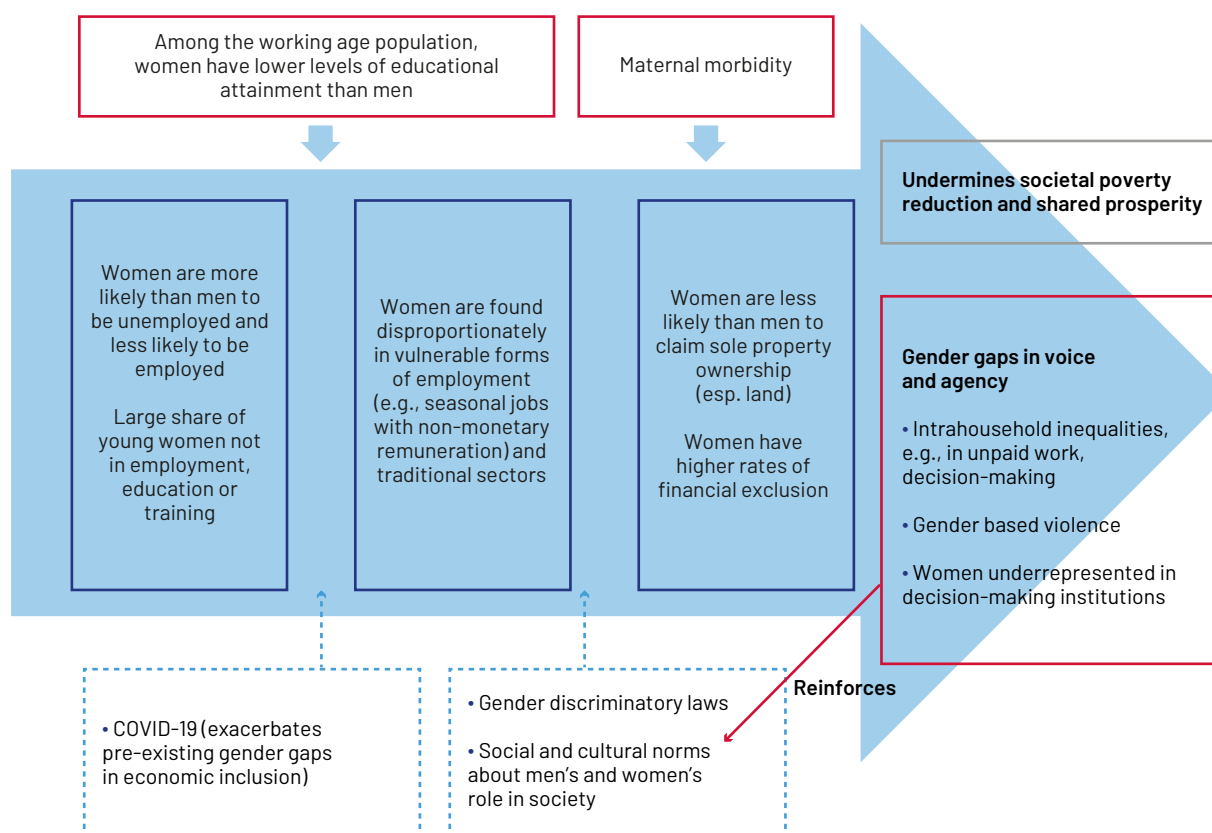 Among the working age population,
women have lower levels of educational
attainment than men
Maternal morbidity
Undermines societal poverty
reduction and shared prosperity
Women are more
likely than men to
be unemployed and
less likely to be
employed
Large share of
young women not
in employment,
education or
training
Women are found
disproportionately
in vulnerable forms
of employment
(e.g., seasonal jobs
with non-monetary
remuneration) and
traditional sectors
Women are less
likely than men to
claim sole property
ownership
(esp. land)
Women have
higher rates of
financial exclusion
Gender gaps in voice
and agency
• Intrahousehold inequalities,
e.g., in unpaid work,
decision-making
• Gender based violence
• Women underrepresented in
decision-making institutions
Reinforces
• COVID-19 (exacerbates
pre-existing gender gaps
in economic inclusion)
• Gender discriminatory laws
• Social and cultural norms
about men’s and women’s
role in society